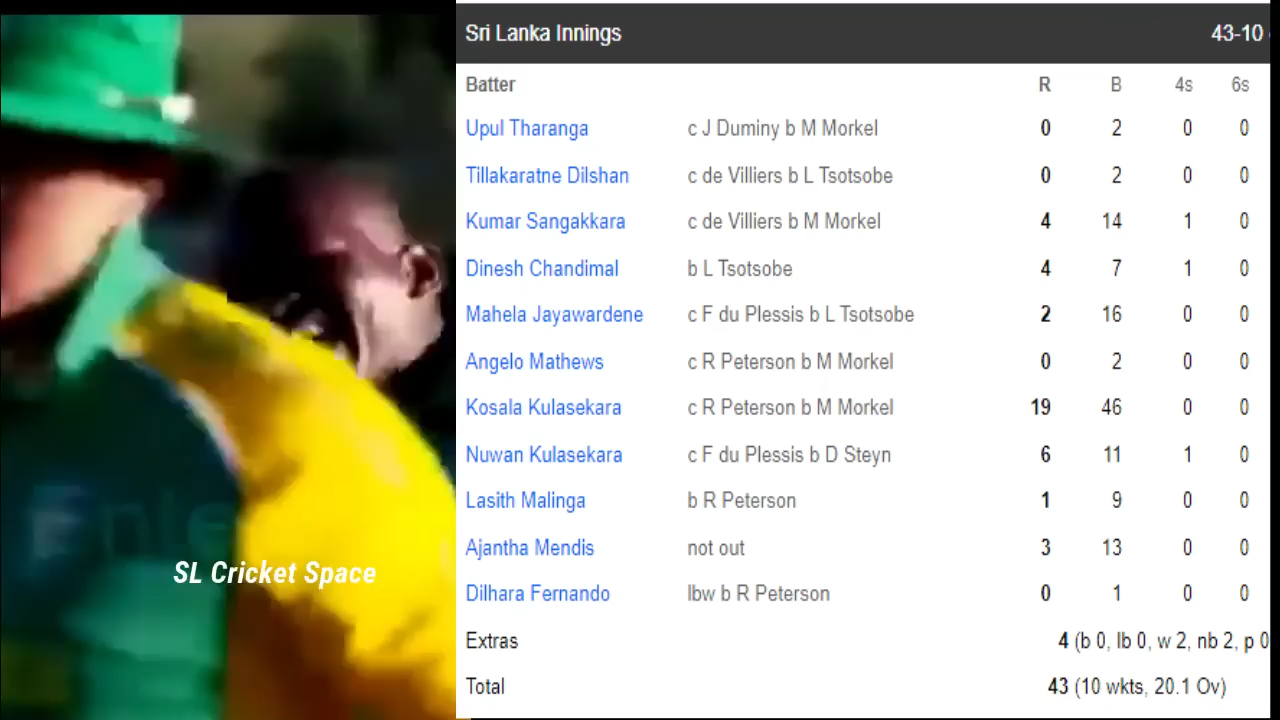 Sri Lanka Innings 43-10
Batter R B 4s 6s
Upul Tharanga c J Duminy b M Morkel 0 2 0 0
Tillakaratne Dilshan c de Villiers b L Tsotsobe 0 2 0 0
Kumar Sangakkara c de Villiers b M Morkel 4 14 1 0
Dinesh Chandimal b L Tsotsobe 4 7 1 0
Mahela Jayawardene c F du Plessis b L Tsotsobe 2 16 0 0
Angelo Mathews c R Peterson b M Morkel 0 2 0 0
Kosala Kulasekara c R Peterson b M Morkel 19 46 0 0
Nuwan Kulasekara c F du Plessis b D Steyn 6 11 1 0
Lasith Malinga b R Peterson 1 9 0 0
Ajantha Mendis not out 3 13 0 0
Dilhara Fernando lbw b R Peterson 0 1 0 0
Extras 4 (b 0, lb 0, w 2, nb 2, p 0
Total 43 (10 wkts, 20.1 Ov)
SL Cricket Space